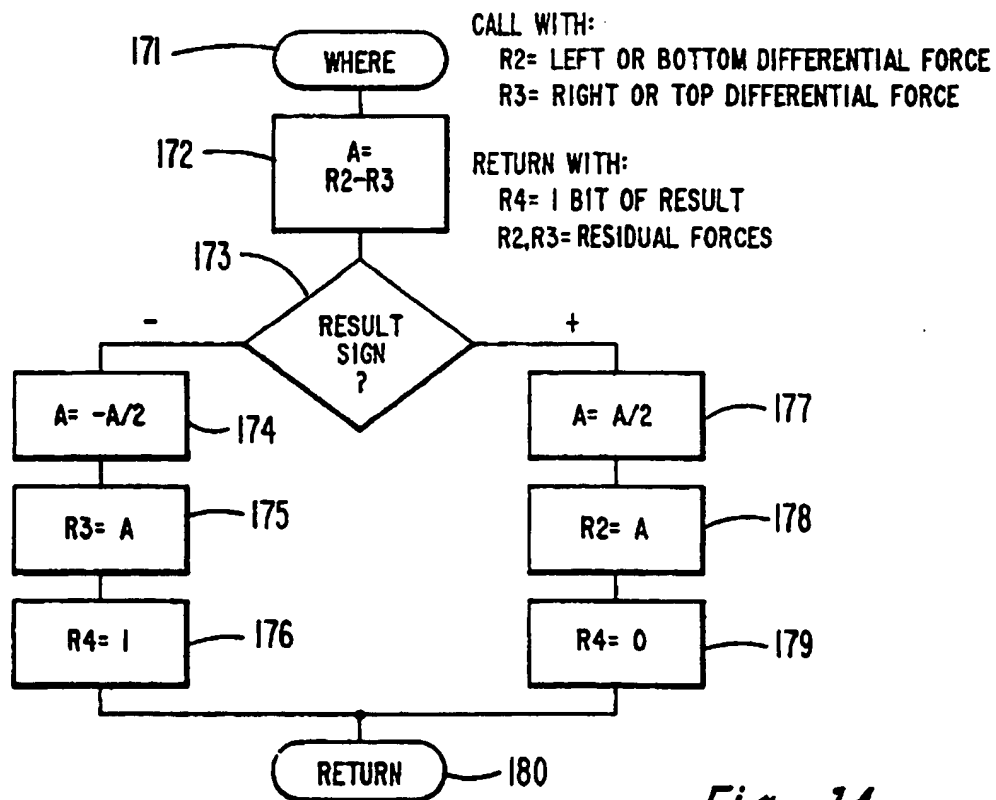 CALL WITH:
R2= LEFT OR BOTTOM DIFFERENTIAL FORCE
R3= RIGHT OR TOP DIFFERENTIAL FORCE
171
WHERE
172
A=
R2-R3
RETURN WITH:
R4= 1 BIT OF RESULT
R2,R3= RESIDUAL FORCES
173
RESULT
SIGN
?
-
+
A= -A/2
174
A= A/2
177
R3= A
175
R2= A
178
R4= 1
176
R4= 0
179
RETURN
180
Fig. 14